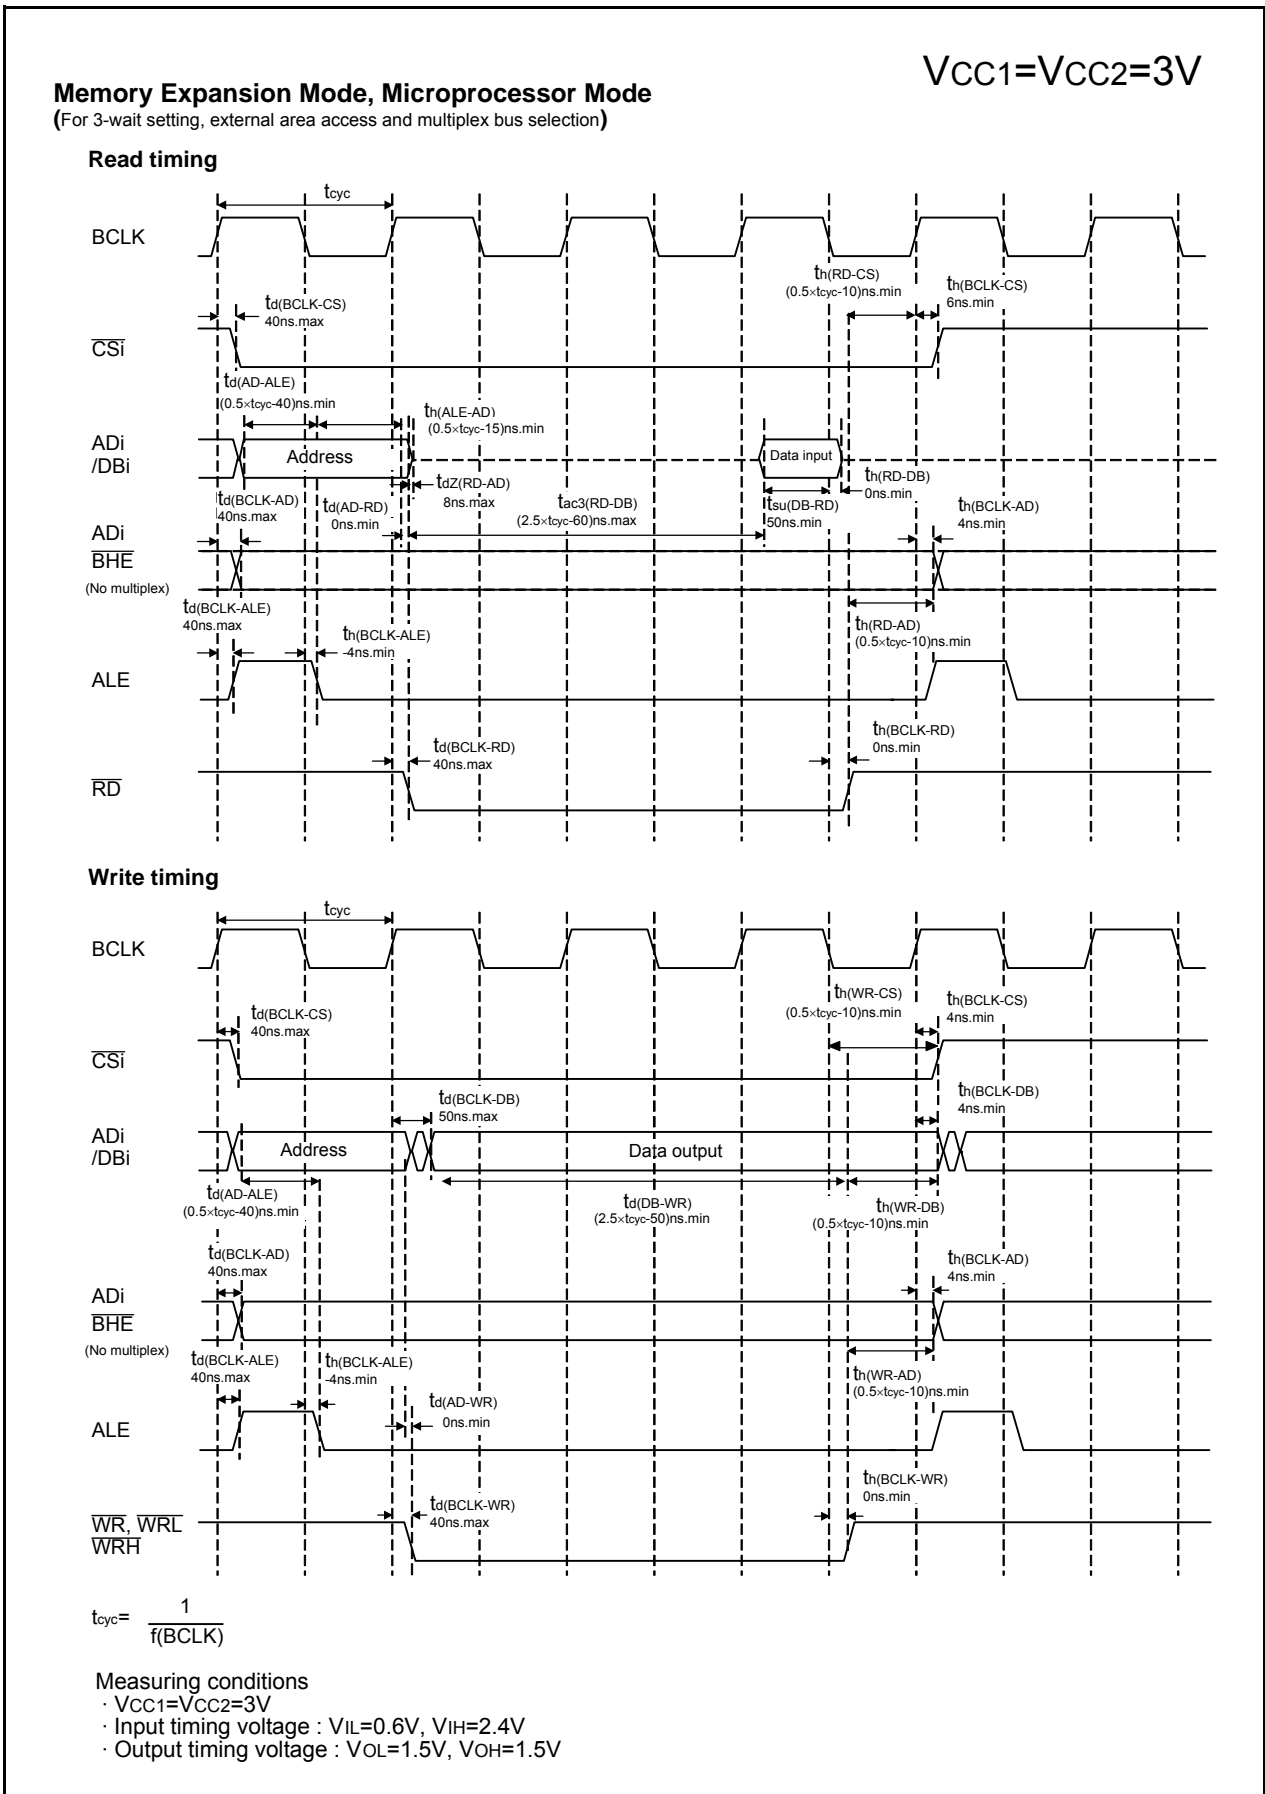 VCC1=VCC2=3V
Memory Expansion Mode, Microprocessor Mode
(For 3-wait setting, external area access and multiplex bus selection)
Read timing
tcyc
BCLK
th(RD-CS)
(0.5×tcyc-10)ns.min
th(BCLK-CS)
6ns.min
td(BCLK-CS)
40ns.max
CSi
td(AD-ALE)
(0.5×tcyc-40)ns.min
th(ALE-AD)
(0.5×tcyc-15)ns.min
ADi
/DBi
Address
Data input
td(BCLK-AD)
40ns.max
td(AD-RD)
0ns.min
tdZ(RD-AD)
8ns.max
tac3(RD-DB)
(2.5×tcyc-60)ns.max
tsu(DB-RD)
50ns.min
th(RD-DB)
0ns.min
th(BCLK-AD)
4ns.min
ADi
BHE
(No multiplex)
td(BCLK-ALE)
40ns.max
th(BCLK-ALE)
-4ns.min
th(RD-AD)
(0.5×tcyc-10)ns.min
ALE
td(BCLK-RD)
40ns.max
th(BCLK-RD)
0ns.min
RD
Write timing
tcyc
BCLK
th(WR-CS)
(0.5×tcyc-10)ns.min
th(BCLK-CS)
4ns.min
td(BCLK-CS)
40ns.max
CSi
td(BCLK-DB)
50ns.max
th(BCLK-DB)
4ns.min
ADi
/DBi
Address
Data output
td(AD-ALE)
(0.5×tcyc-40)ns.min
td(DB-WR)
(2.5×tcyc-50)ns.min
th(WR-DB)
(0.5×tcyc-10)ns.min
td(BCLK-AD)
40ns.max
th(BCLK-AD)
4ns.min
ADi
BHE
(No multiplex)
td(BCLK-ALE)
40ns.max
th(BCLK-ALE)
-4ns.min
td(AD-WR)
0ns.min
th(WR-AD)
(0.5×tcyc-10)ns.min
ALE
td(BCLK-WR)
40ns.max
th(BCLK-WR)
0ns.min
WR, WRL
WRH
tcyc= 1
f(BCLK)
Measuring conditions
· VCC1=VCC2=3V
· Input timing voltage : VIL=0.6V, VIH=2.4V
· Output timing voltage : VOL=1.5V, VOH=1.5V